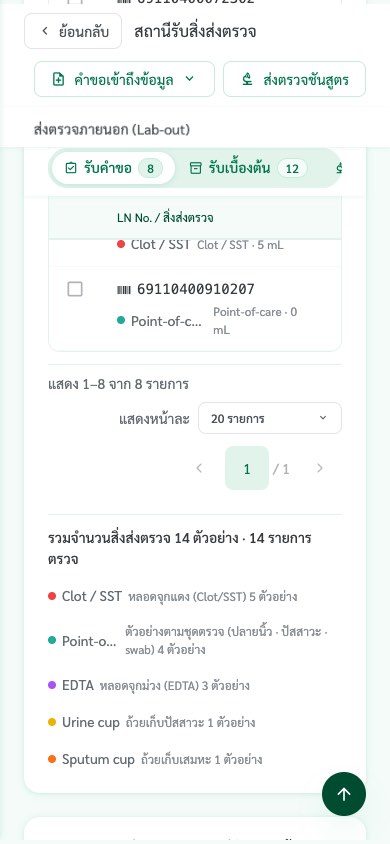 ย้อนกลับ สถานีรับสิ่งส่งตรวจ
คำขอเข้าถึงข้อมูล ส่งตรวจชันสูตร
ส่งตรวจภายนอก (Lab-out)
รับคำขอ 8 รับเบื้องต้น 12
LN No. / สิ่งส่งตรวจ
Clot / SST Clot / SST · 5 mL
69110400910207
Point-of-c... Point-of-care · 0
mL
แสดง 1–8 จาก 8 รายการ
แสดงหน้าละ 20 รายการ
1 / 1
รวมจำนวนสิ่งส่งตรวจ 14 ตัวอย่าง · 14 รายการ
ตรวจ
Clot / SST หลอดจุกแดง (Clot/SST) 5 ตัวอย่าง
Point-o... ตัวอย่างตามชุดตรวจ (ปลายนิ้ว · ปัสสาวะ ·
swab) 4 ตัวอย่าง
EDTA หลอดจุกม่วง (EDTA) 3 ตัวอย่าง
Urine cup ถ้วยเก็บปัสสาวะ 1 ตัวอย่าง
Sputum cup ถ้วยเก็บเสมหะ 1 ตัวอย่าง